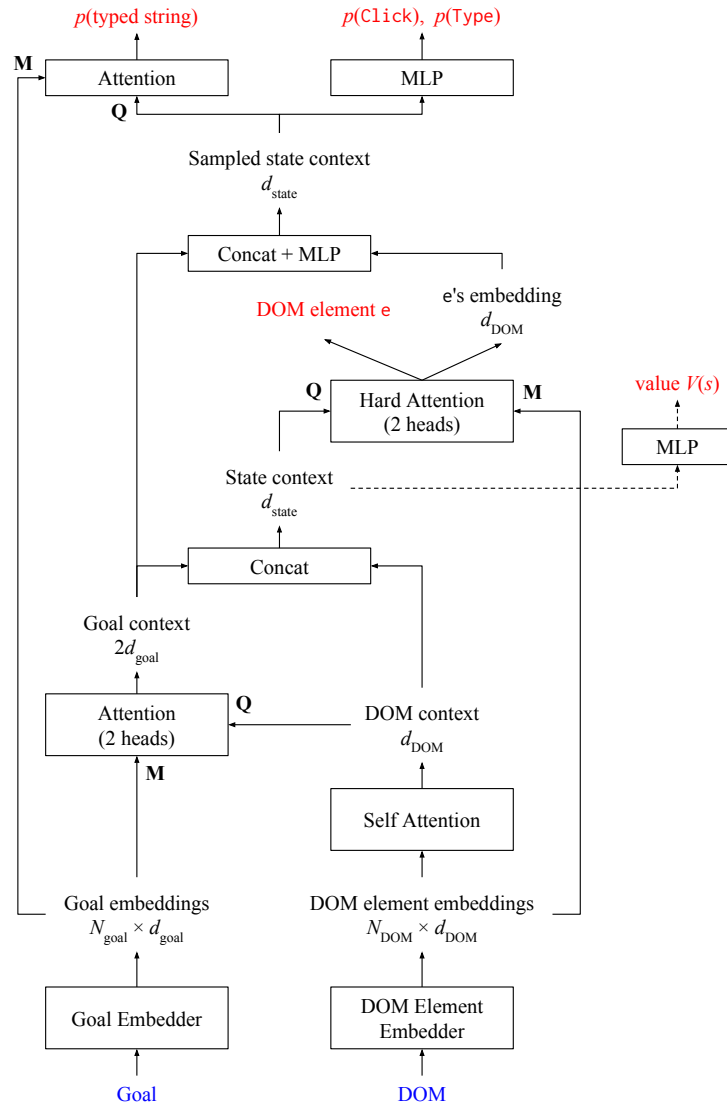 p(typed string)
p(Click), p(Type)
M
Attention
MLP
Q
Sampled state context
d_state
Concat + MLP
e's embedding
d_DOM
DOM element e
value V(s)
Q
M
Hard Attention
(2 heads)
MLP
State context
d_state
Concat
Goal context
2d_goal
Q
Attention
(2 heads)
DOM context
d_DOM
M
Self Attention
Goal embeddings
N_goal × d_goal
DOM element embeddings
N_DOM × d_DOM
Goal Embedder
DOM Element
Embedder
Goal
DOM